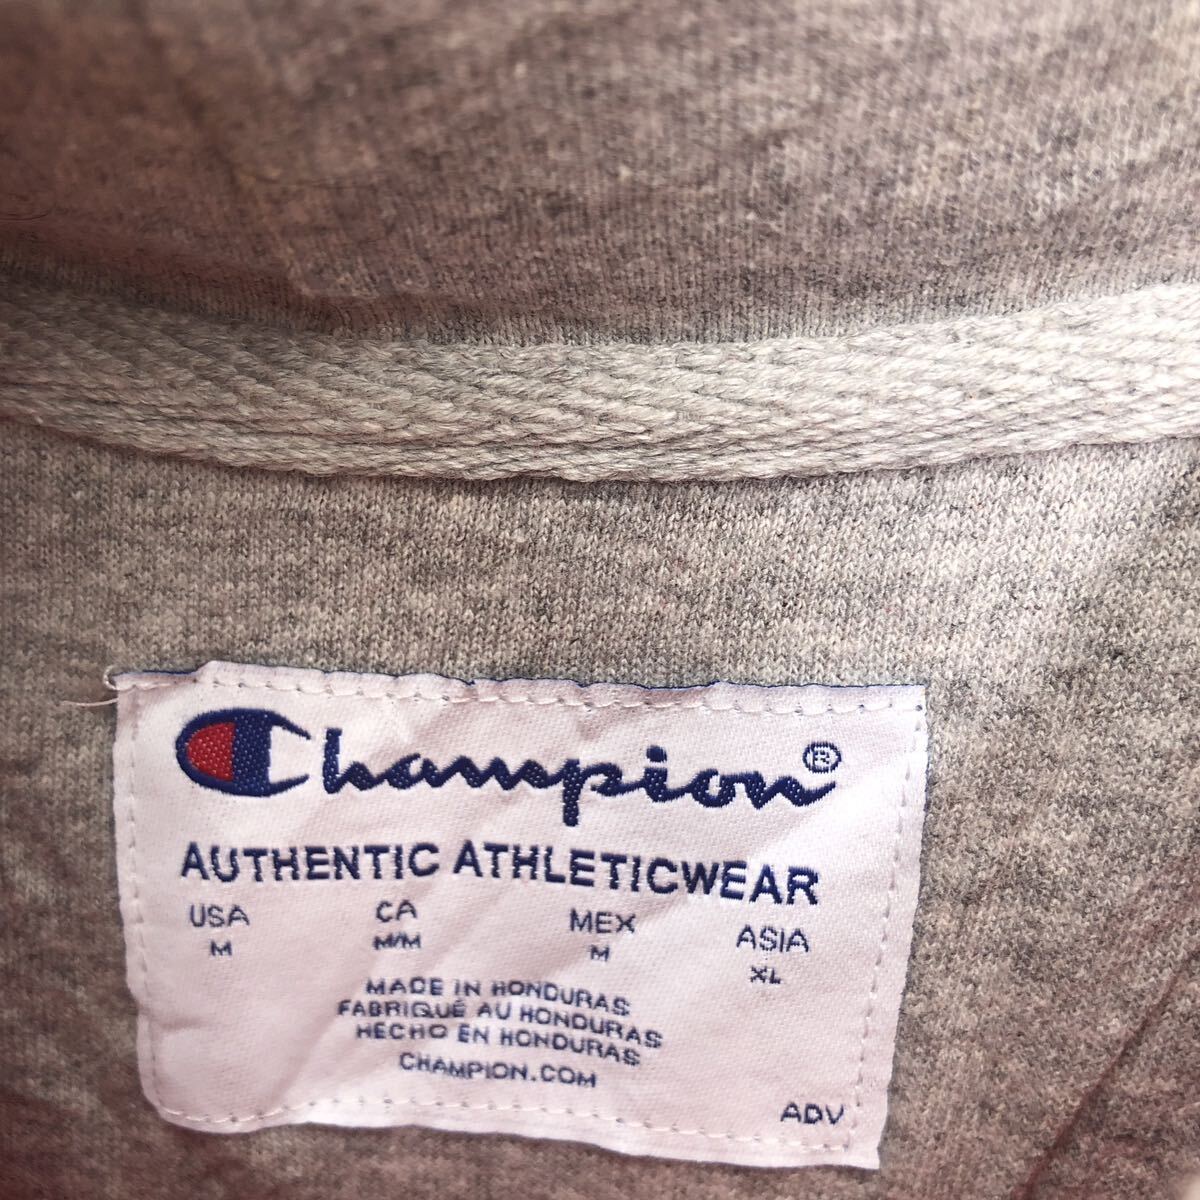 Champion®
AUTHENTIC ATHLETICWEAR
USA CA MEX ASIA
M M/M M XL
MADE IN HONDURAS
FABRIQUÉ AU HONDURAS
HECHO EN HONDURAS
CHAMPION.COM
ADV